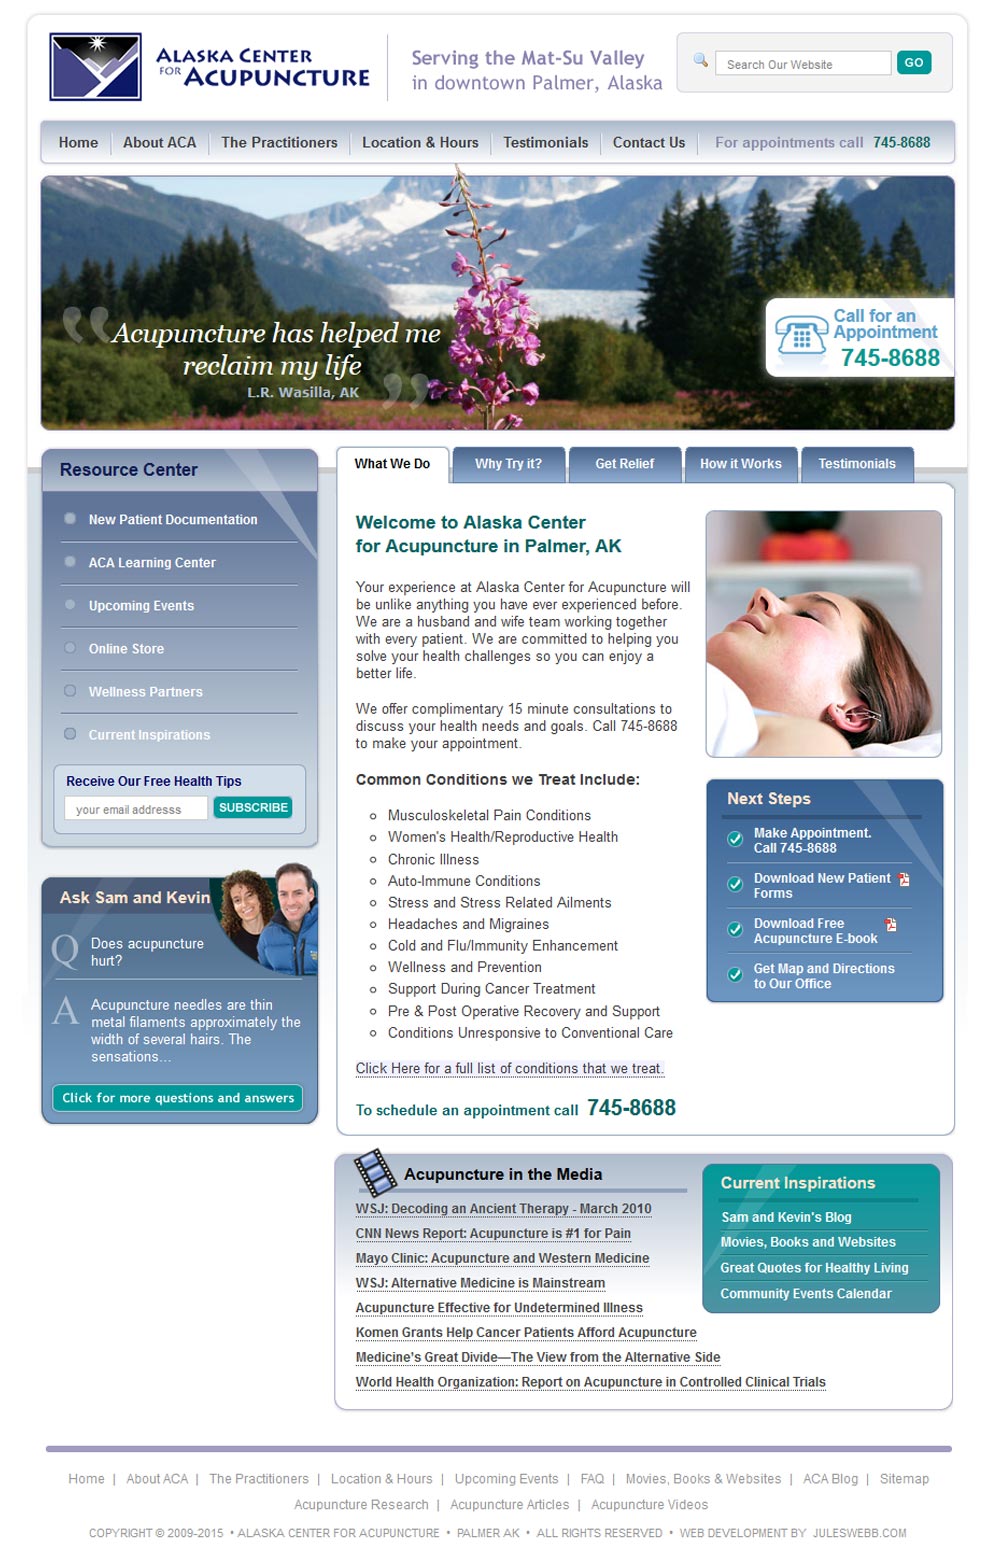 ALASKA CENTER
FOR ACUPUNCTURE
Serving the Mat-Su Valley
in downtown Palmer, Alaska
Search Our Website
GO
Home
About ACA
The Practitioners
Location & Hours
Testimonials
Contact Us
For appointments call 745-8688
“Acupuncture has helped me
reclaim my life”
L.R. Wasilla, AK
Call for an
Appointment
745-8688
Resource Center
New Patient Documentation
ACA Learning Center
Upcoming Events
Online Store
Wellness Partners
Current Inspirations
Receive Our Free Health Tips
your email addresss
SUBSCRIBE
Ask Sam and Kevin
Q Does acupuncture
hurt?
A Acupuncture needles are thin
metal filaments approximately the
width of several hairs. The
sensations...
Click for more questions and answers
What We Do
Why Try it?
Get Relief
How it Works
Testimonials
Welcome to Alaska Center
for Acupuncture in Palmer, AK
Your experience at Alaska Center for Acupuncture will
be unlike anything you have ever experienced before.
We are a husband and wife team working together
with every patient. We are committed to helping you
solve your health challenges so you can enjoy a
better life.
We offer complimentary 15 minute consultations to
discuss your health needs and goals. Call 745-8688
to make your appointment.
Common Conditions we Treat Include:
Musculoskeletal Pain Conditions
Women's Health/Reproductive Health
Chronic Illness
Auto-Immune Conditions
Stress and Stress Related Ailments
Headaches and Migraines
Cold and Flu/Immunity Enhancement
Wellness and Prevention
Support During Cancer Treatment
Pre & Post Operative Recovery and Support
Conditions Unresponsive to Conventional Care
Click Here for a full list of conditions that we treat.
To schedule an appointment call 745-8688
Next Steps
Make Appointment.
Call 745-8688
Download New Patient
Forms
Download Free
Acupuncture E-book
Get Map and Directions
to Our Office
Acupuncture in the Media
WSJ: Decoding an Ancient Therapy - March 2010
CNN News Report: Acupuncture is #1 for Pain
Mayo Clinic: Acupuncture and Western Medicine
WSJ: Alternative Medicine is Mainstream
Acupuncture Effective for Undetermined Illness
Komen Grants Help Cancer Patients Afford Acupuncture
Medicine's Great Divide—The View from the Alternative Side
World Health Organization: Report on Acupuncture in Controlled Clinical Trials
Current Inspirations
Sam and Kevin's Blog
Movies, Books and Websites
Great Quotes for Healthy Living
Community Events Calendar
Home | About ACA | The Practitioners | Location & Hours | Upcoming Events | FAQ | Movies, Books & Websites | ACA Blog | Sitemap
Acupuncture Research | Acupuncture Articles | Acupuncture Videos
COPYRIGHT © 2009-2015 • ALASKA CENTER FOR ACUPUNCTURE • PALMER AK • ALL RIGHTS RESERVED • WEB DEVELOPMENT BY JULESWEBB.COM